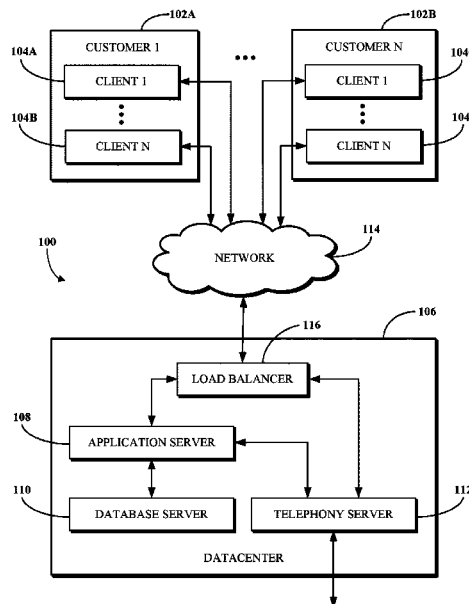 102A
102B
CUSTOMER 1
CUSTOMER N
104A
CLIENT 1
CLIENT 1
104
104B
CLIENT N
CLIENT N
104
100
114
NETWORK
116
106
LOAD BALANCER
108
APPLICATION SERVER
110
112
DATABASE SERVER
TELEPHONY SERVER
DATACENTER